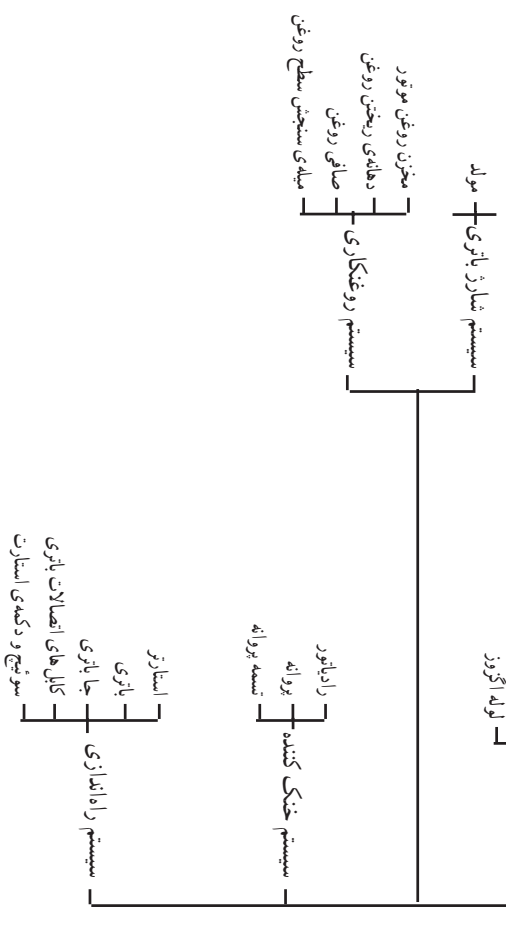 مولد
سیستم شارژ باتری
مخزن روغن موتور
دهانه‌ی ریختن روغن
صافی روغن
میله‌ی سنجش سطح روغن
سیستم روغنکاری
لوله اگزوز
رادیاتور
پروانه
تسمه پروانه
سیستم خنک کننده
استارتر
باتری
جا باتری
کابل‌های اتصالات باتری
سوئیچ و دکمه‌ی استارت
سیستم راه‌اندازی